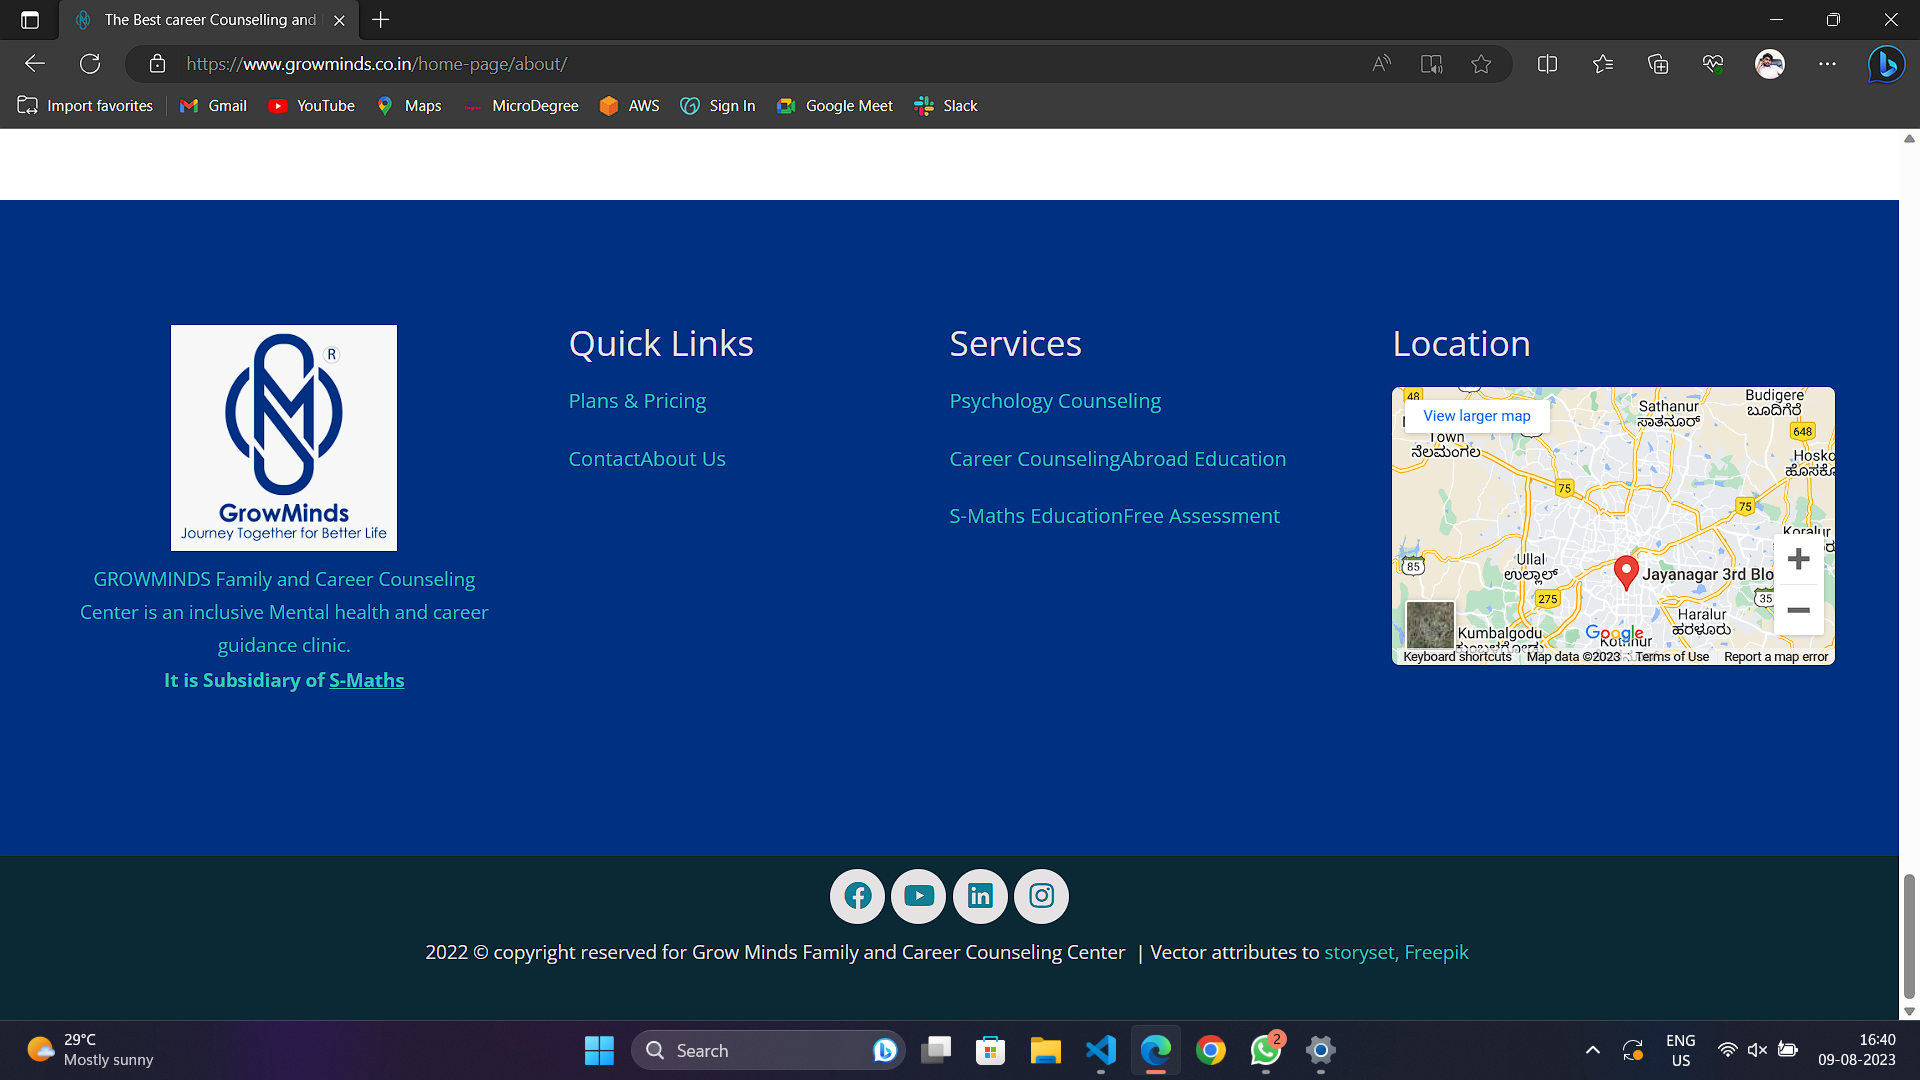 The Best career Counselling and
https://www.growminds.co.in/home-page/about/
Import favorites Gmail YouTube Maps MicroDegree AWS Sign In Google Meet Slack
R
GrowMinds
Journey Together for Better Life
GROWMINDS Family and Career Counseling
Center is an inclusive Mental health and career
guidance clinic.
It is Subsidiary of S-Maths
Quick Links
Plans & Pricing
ContactAbout Us
Services
Psychology Counseling
Career CounselingAbroad Education
S-Maths EducationFree Assessment
Location
48
View larger map
Town
ನೆಲಮಂಗಲ
Sathanur
ಸಾತನೂರ್
Budigere
ಬೂದಿಗೆರೆ
648
75
75
85
Ullal
ಉಲ್ಲಾಳ್
275
Jayanagar 3rd Blo
35
Haralur
ಹರಳೂರು
Kumbalgodu
Google
Keyboard shortcuts Map data ©2023 Terms of Use Report a map error
2022 © copyright reserved for Grow Minds Family and Career Counseling Center | Vector attributes to storyset, Freepik
29°C
Mostly sunny
Search
2
ENG
US
16:40
09-08-2023